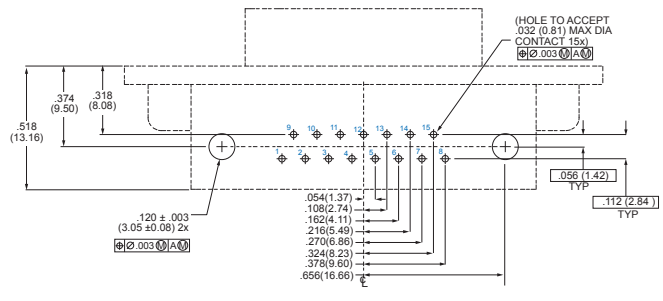 (HOLE TO ACCEPT
.032 (0.81) MAX DIA
CONTACT 15x)
⌖ Ø.003 Ⓜ A Ⓜ
.318
(8.08)
.374
(9.50)
.518
(13.16)
9 10 11 12 13 14 15
1 2 3 4 5 6 7 8
.056 (1.42)
TYP
.112 (2.84 )
TYP
.054(1.37)
.108(2.74)
.162(4.11)
.216(5.49)
.270(6.86)
.324(8.23)
.378(9.60)
.656(16.66)
.120 ± .003
(3.05 ±0.08) 2x
⌖ Ø.003 Ⓜ A Ⓜ
℄